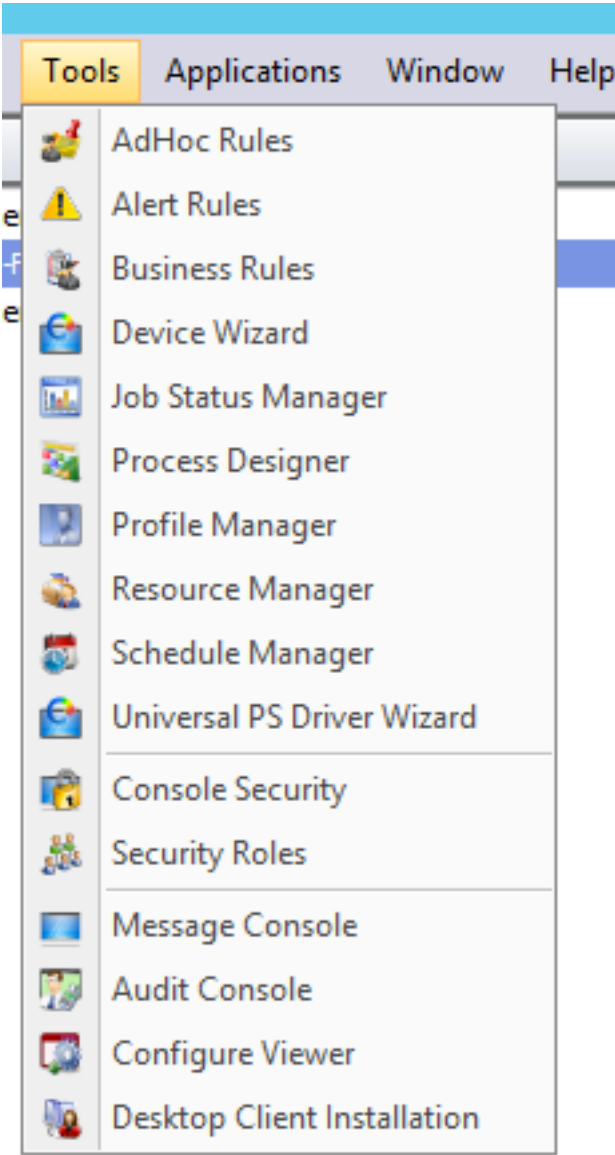 Tools Applications Window Help
AdHoc Rules
Alert Rules
Business Rules
Device Wizard
Job Status Manager
Process Designer
Profile Manager
Resource Manager
Schedule Manager
Universal PS Driver Wizard
Console Security
Security Roles
Message Console
Audit Console
Configure Viewer
Desktop Client Installation